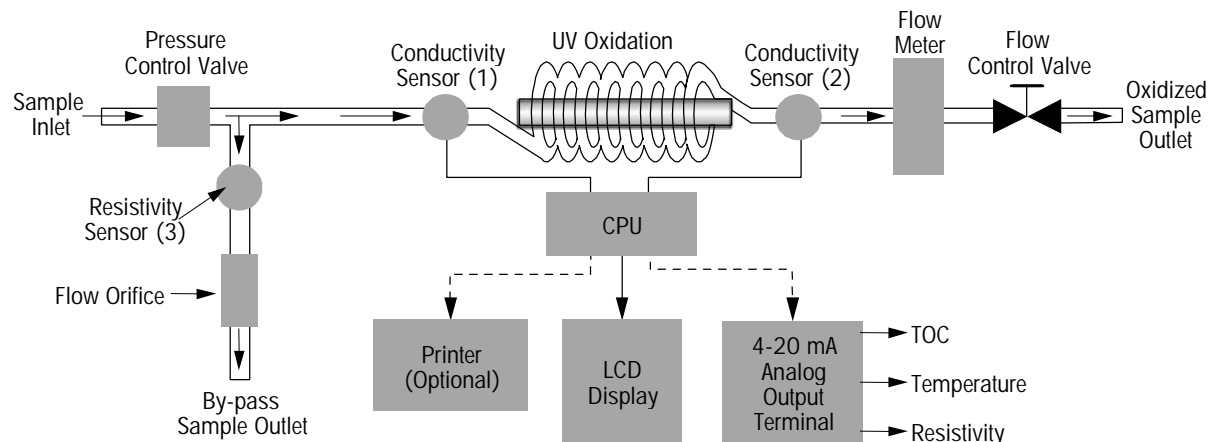 Pressure
Control Valve
Conductivity
Sensor (1)
UV Oxidation
Conductivity
Sensor (2)
Flow
Meter
Flow
Control Valve
Sample
Inlet
Oxidized
Sample
Outlet
Resistivity
Sensor (3)
CPU
Flow Orifice
By-pass
Sample Outlet
Printer
(Optional)
LCD
Display
4-20 mA
Analog
Output
Terminal
TOC
Temperature
Resistivity